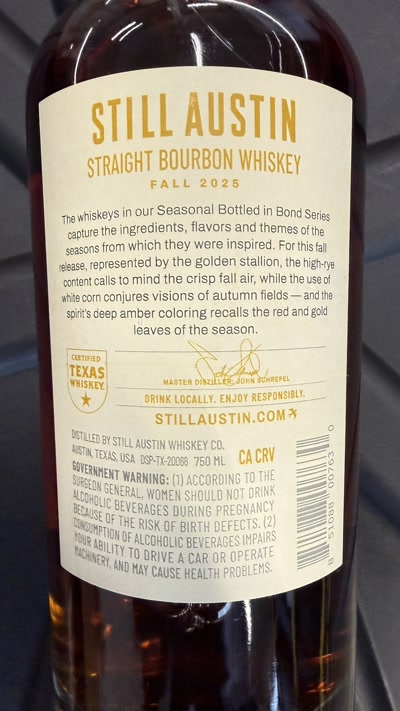 STILL AUSTIN
STRAIGHT BOURBON WHISKEY
FALL 2025
The whiskeys in our Seasonal Bottled in Bond Series
capture the ingredients, flavors and themes of the
seasons from which they were inspired. For this fall
release, represented by the golden stallion, the high-rye
content calls to mind the crisp fall air, while the use of
white corn conjures visions of autumn fields — and the
spirit's deep amber coloring recalls the red and gold
leaves of the season.
CERTIFIED
TEXAS
WHISKEY.
MASTER DISTILLER: JOHN SCHREPEL
DRINK LOCALLY. ENJOY RESPONSIBLY.
STILLAUSTIN.COM
DISTILLED BY STILL AUSTIN WHISKEY CO.
AUSTIN, TEXAS, USA DSP-TX-20066 750 ML CA CRV
GOVERNMENT WARNING: (1) ACCORDING TO THE
SURGEON GENERAL, WOMEN SHOULD NOT DRINK
ALCOHOLIC BEVERAGES DURING PREGNANCY
BECAUSE OF THE RISK OF BIRTH DEFECTS. (2)
CONSUMPTION OF ALCOHOLIC BEVERAGES IMPAIRS
YOUR ABILITY TO DRIVE A CAR OR OPERATE
MACHINERY, AND MAY CAUSE HEALTH PROBLEMS.
8 51088 00763 0